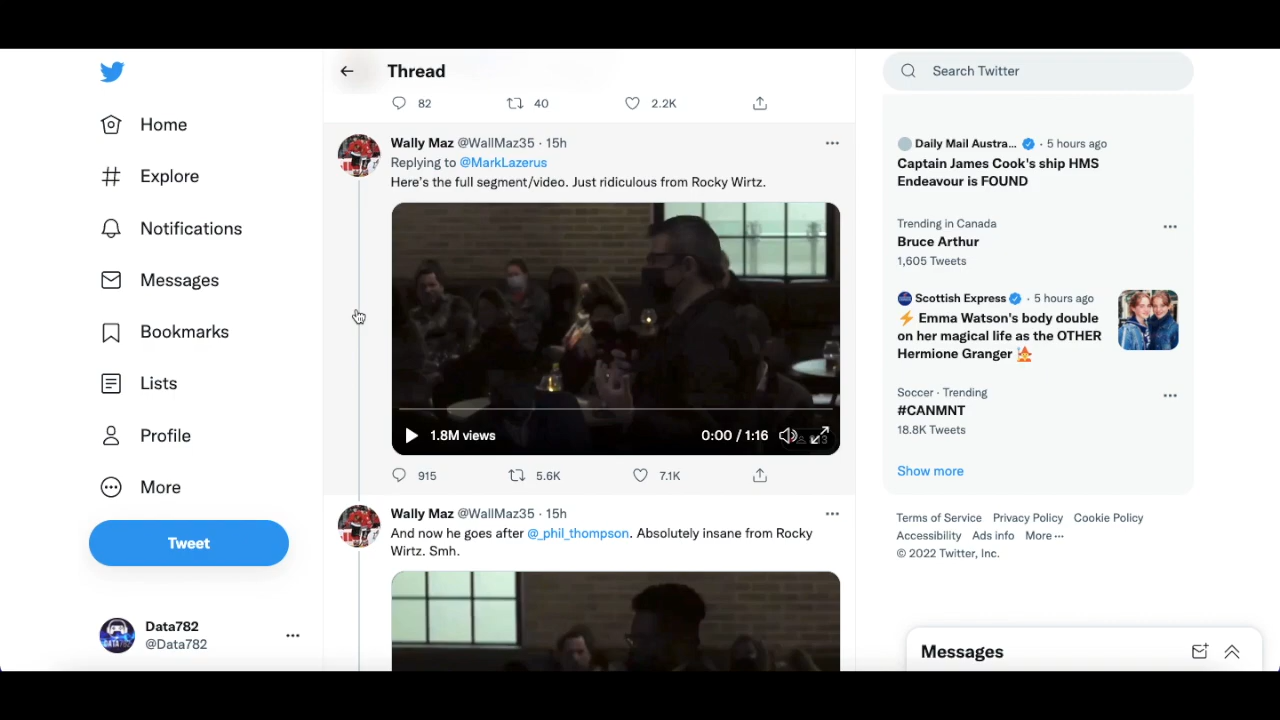 Home
Explore
Notifications
Messages
Bookmarks
Lists
Profile
More
Tweet
Data782
@Data782
Thread
82 40 2.2K
Wally Maz @WallMaz35 · 15h
Replying to @MarkLazerus
Here's the full segment/video. Just ridiculous from Rocky Wirtz.
1.8M views 0:00 / 1:16
915 5.6K 7.1K
Wally Maz @WallMaz35 · 15h
And now he goes after @_phil_thompson. Absolutely insane from Rocky
Wirtz. Smh.
Search Twitter
Daily Mail Austra... · 5 hours ago
Captain James Cook's ship HMS
Endeavour is FOUND
Trending in Canada
Bruce Arthur
1,605 Tweets
Scottish Express · 5 hours ago
⚡ Emma Watson's body double
on her magical life as the OTHER
Hermione Granger
Soccer · Trending
#CANMNT
18.8K Tweets
Show more
Terms of Service Privacy Policy Cookie Policy
Accessibility Ads info More ···
© 2022 Twitter, Inc.
Messages